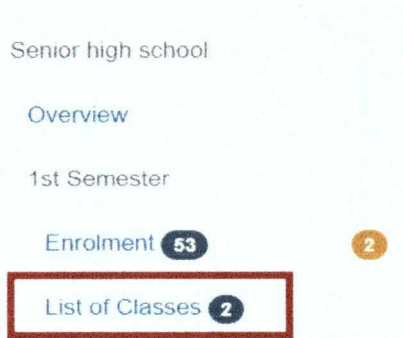 Senior high school
Overview
1st Semester
Enrolment 53 2
List of Classes 2